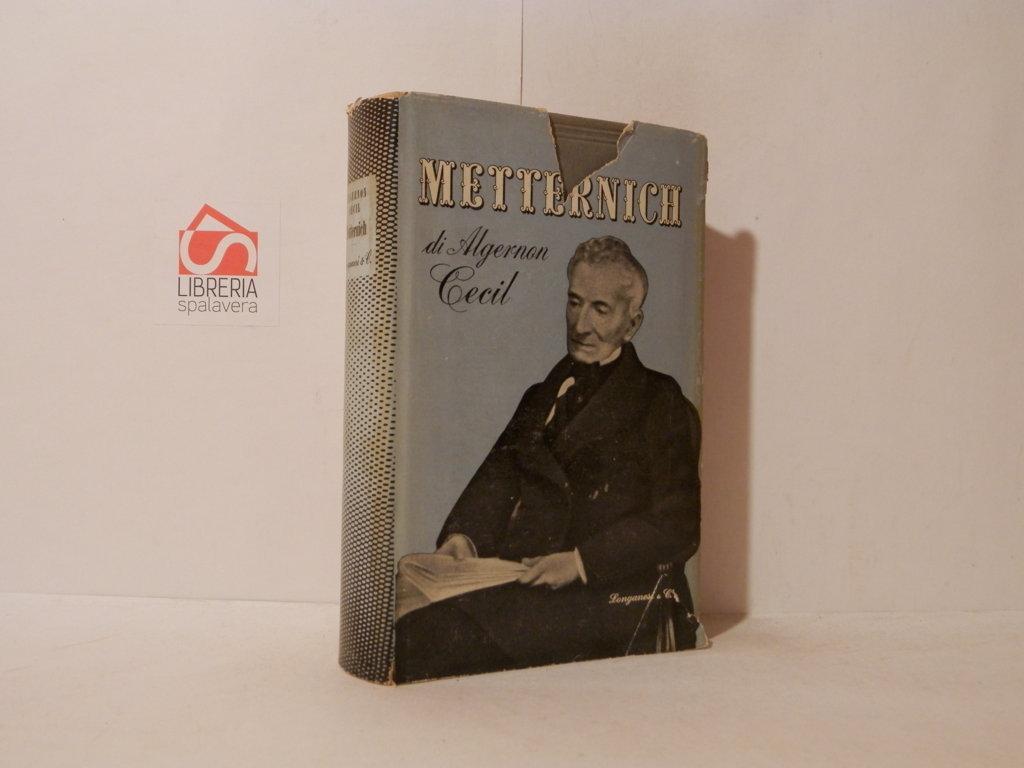 LIBRERIA
spalavera
METTERNICH
di Algernon
Cecil
Longanesi & C.